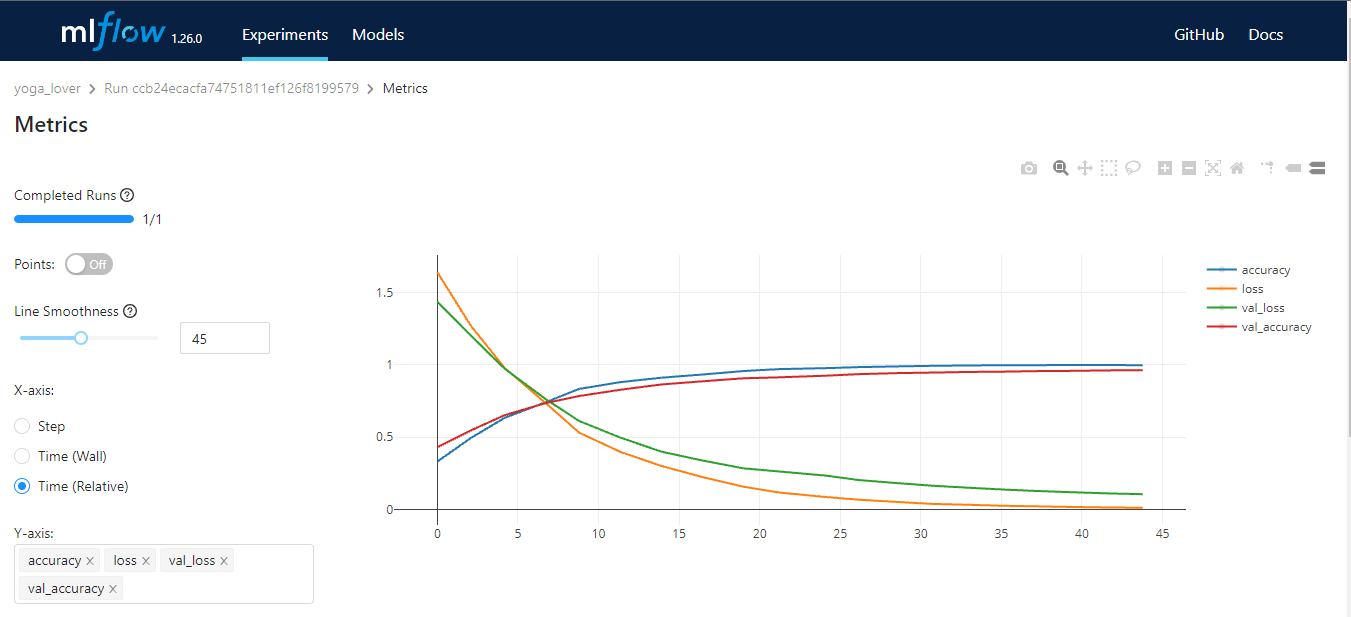 mlflow 1.26.0 Experiments Models GitHub Docs
yoga_lover > Run ccb24ecacfa74751811ef126f8199579 > Metrics
Metrics
Completed Runs ?
1/1
Points: Off
Line Smoothness ?
45
X-axis:
Step
Time (Wall)
Time (Relative)
Y-axis:
accuracy × loss × val_loss ×
val_accuracy ×
1.5
1
0.5
0
0 5 10 15 20 25 30 35 40 45
accuracy
loss
val_loss
val_accuracy